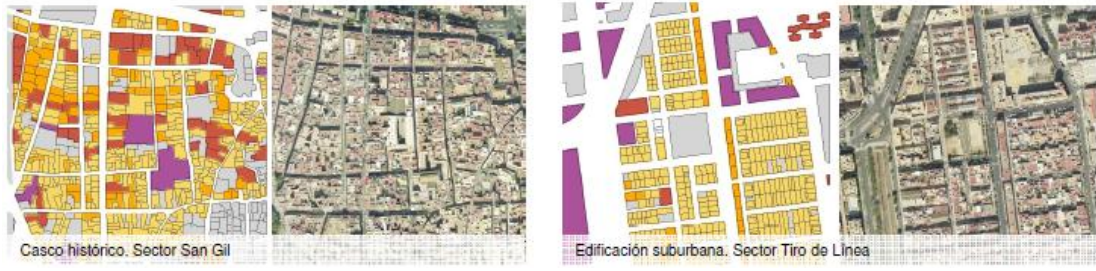 Casco histórico. Sector San Gil
Edificación suburbana. Sector Tiro de Línea